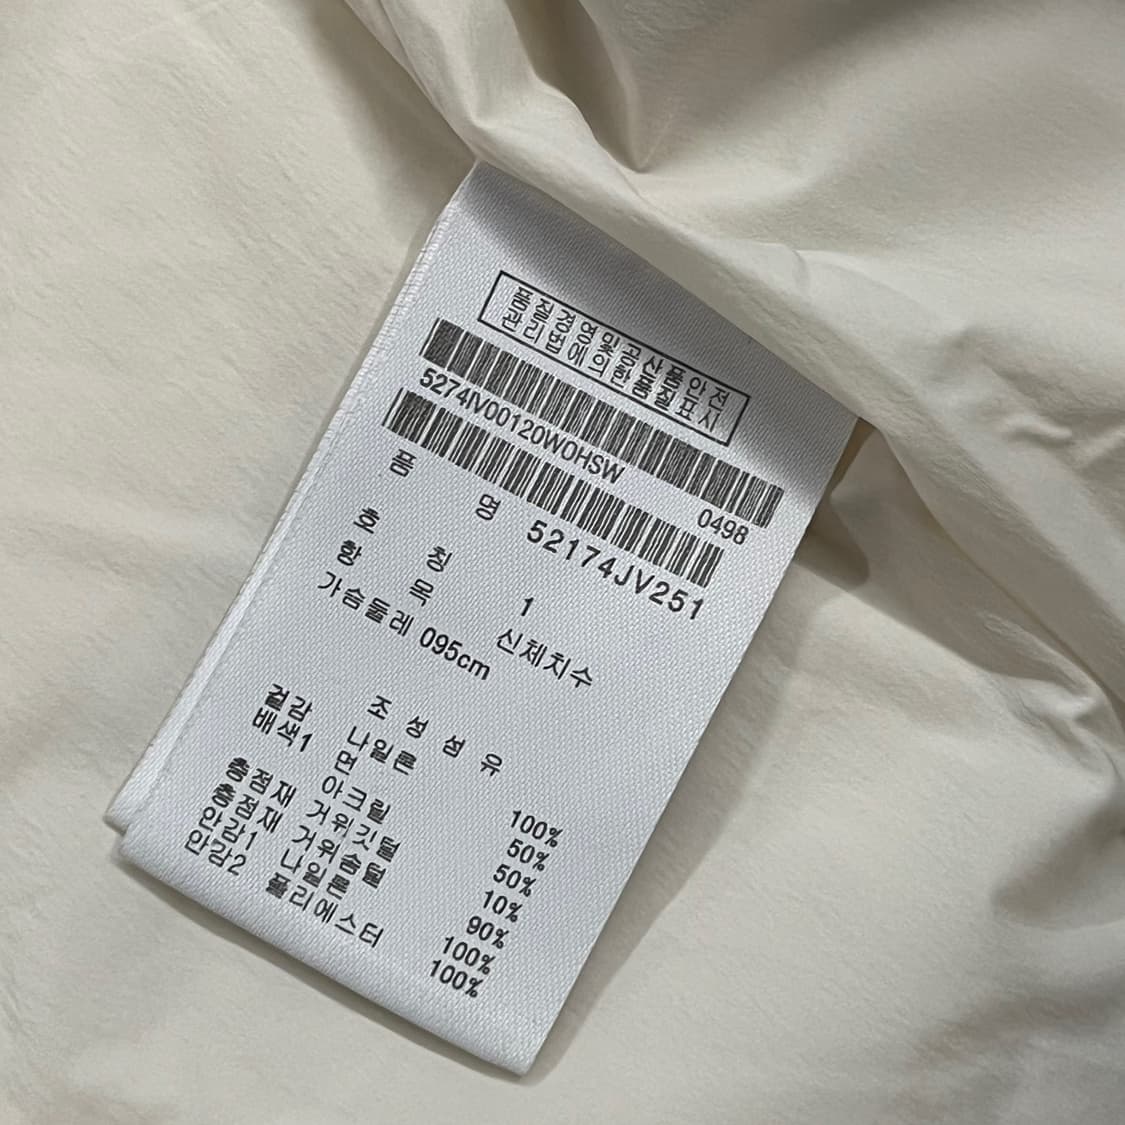 품질경영및공산품안전
관리법에의한품질표시
5274IV00120WOHSW 0498
품 명 52174JV251
호 칭 1
항 목 신체치수
가슴둘레 095cm
조 성 섬 유
겉감 나일론 100%
배색1 면 50%
아크릴 50%
충전재 거위깃털 10%
충전재 거위솜털 90%
안감1 나일론 100%
안감2 폴리에스터 100%